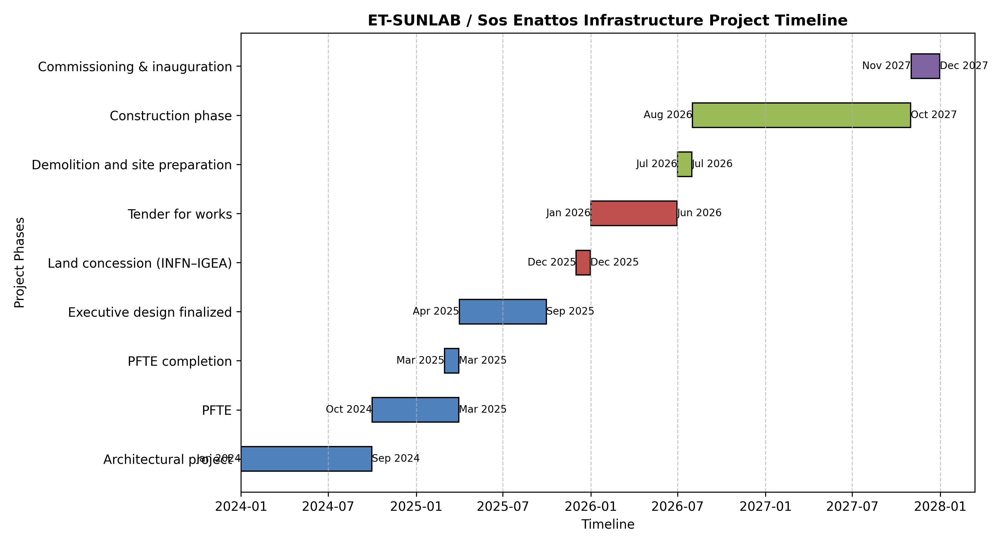 ET-SUNLAB / Sos Enattos Infrastructure Project Timeline
Project Phases
Commissioning & inauguration Nov 2027 Dec 2027
Construction phase Aug 2026 Oct 2027
Demolition and site preparation Jul 2026 Jul 2026
Tender for works Jan 2026 Jun 2026
Land concession (INFN–IGEA) Dec 2025 Dec 2025
Executive design finalized Apr 2025 Sep 2025
PFTE completion Mar 2025 Mar 2025
PFTE Oct 2024 Mar 2025
Architectural project Jan 2024 Sep 2024
2024-01 2024-07 2025-01 2025-07 2026-01 2026-07 2027-01 2027-07 2028-01
Timeline